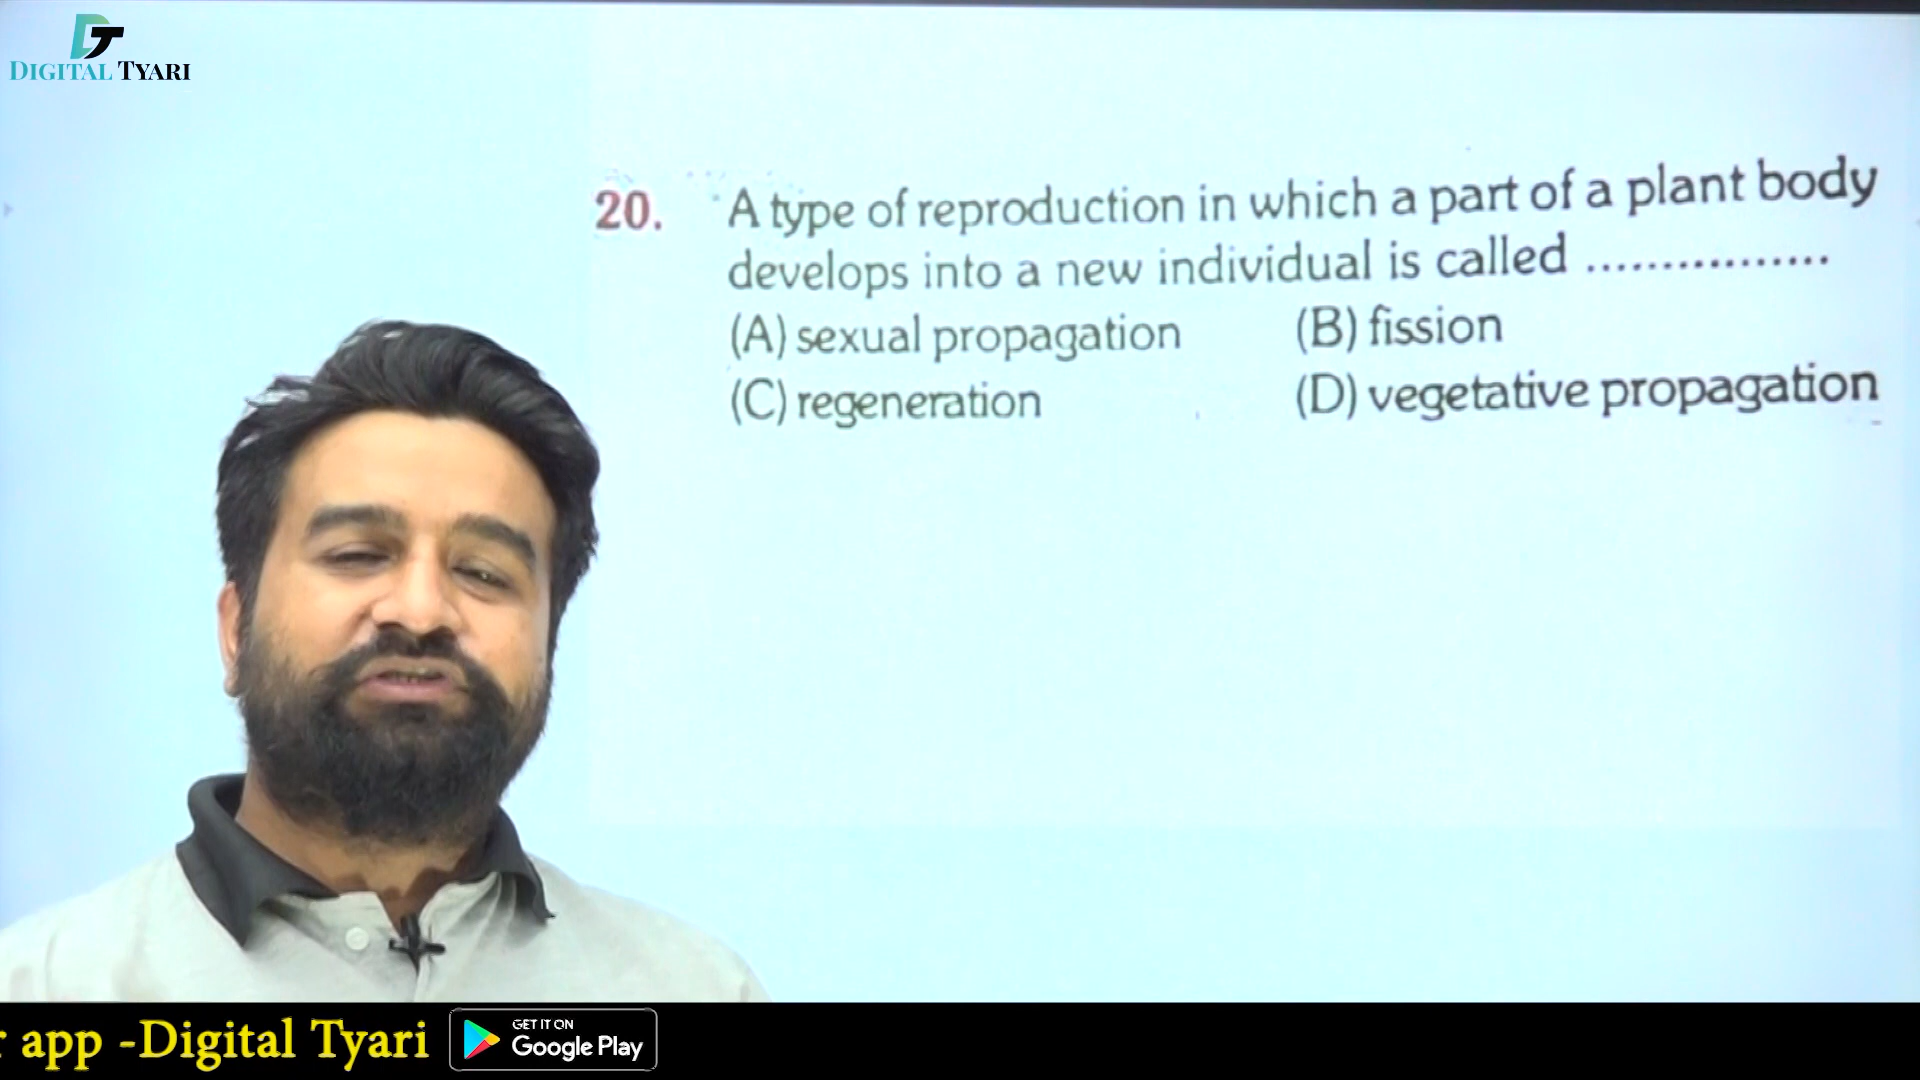 DT
DIGITAL TYARI
20. A type of reproduction in which a part of a plant body
develops into a new individual is called ................
(A) sexual propagation (B) fission
(C) regeneration (D) vegetative propagation
app -Digital Tyari
GET IT ON
Google Play